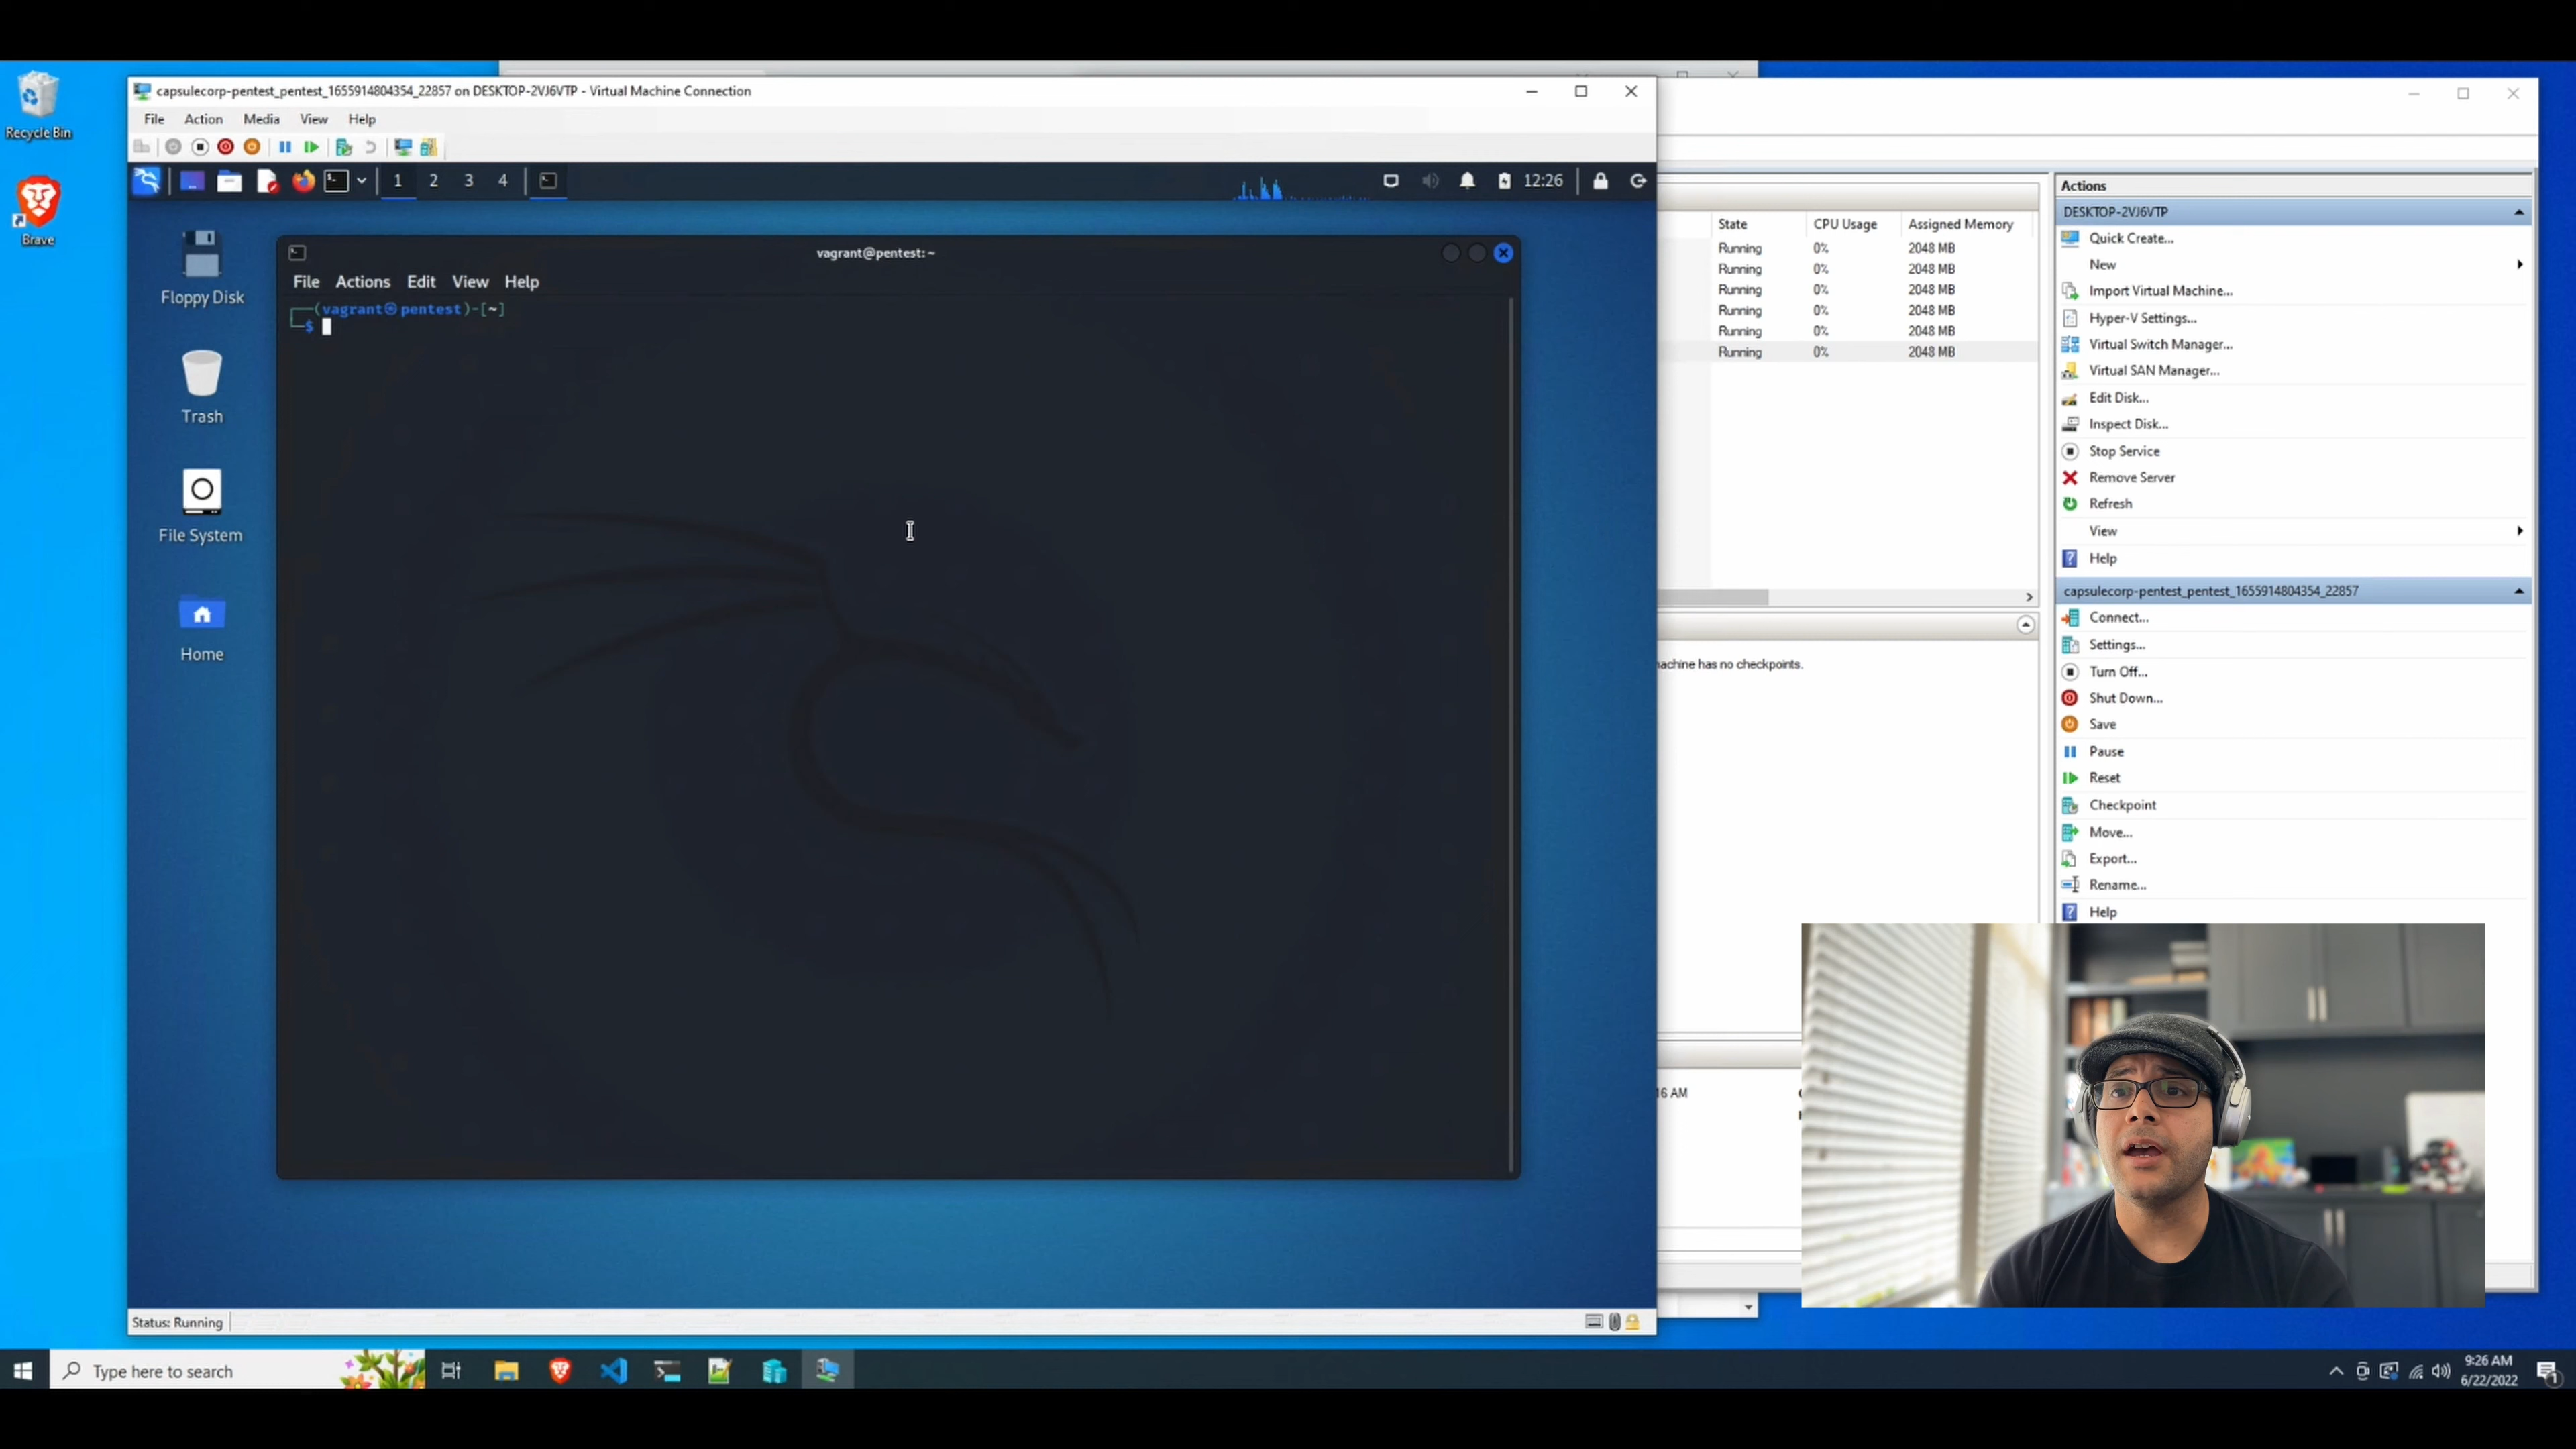 Recycle Bin
Brave
capsulecorp-pentest_pentest_1655914804354_22857 on DESKTOP-2VJ6VTP - Virtual Machine Connection
File Action Media View Help
1 2 3 4
12:26
Floppy Disk
Trash
File System
Home
vagrant@pentest: ~
File Actions Edit View Help
(vagrant㉿pentest)-[~]
$
Status: Running
State CPU Usage Assigned Memory
Running 0% 2048 MB
Running 0% 2048 MB
Running 0% 2048 MB
Running 0% 2048 MB
Running 0% 2048 MB
Running 0% 2048 MB
machine has no checkpoints.
16 AM
Actions
DESKTOP-2VJ6VTP
Quick Create...
New
Import Virtual Machine...
Hyper-V Settings...
Virtual Switch Manager...
Virtual SAN Manager...
Edit Disk...
Inspect Disk...
Stop Service
Remove Server
Refresh
View
Help
capsulecorp-pentest_pentest_1655914804354_22857
Connect...
Settings...
Turn Off...
Shut Down...
Save
Pause
Reset
Checkpoint
Move...
Export...
Rename...
Help
Type here to search
9:26 AM
6/22/2022
1